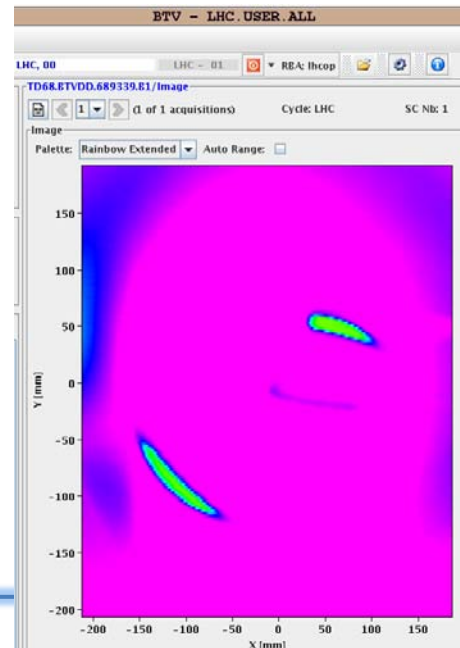 BTV - LHC.USER.ALL
LHC, 00 LHC - 01 RBA: lhcop
TD68.BTVDD.689339.B1/Image
1 (1 of 1 acquisitions) Cycle: LHC SC Nb: 1
Image
Palette: Rainbow Extended Auto Range:
150
100
50
0
-50
-100
-150
-200
Y [mm]
-200 -150 -100 -50 0 50 100 150
X [mm]